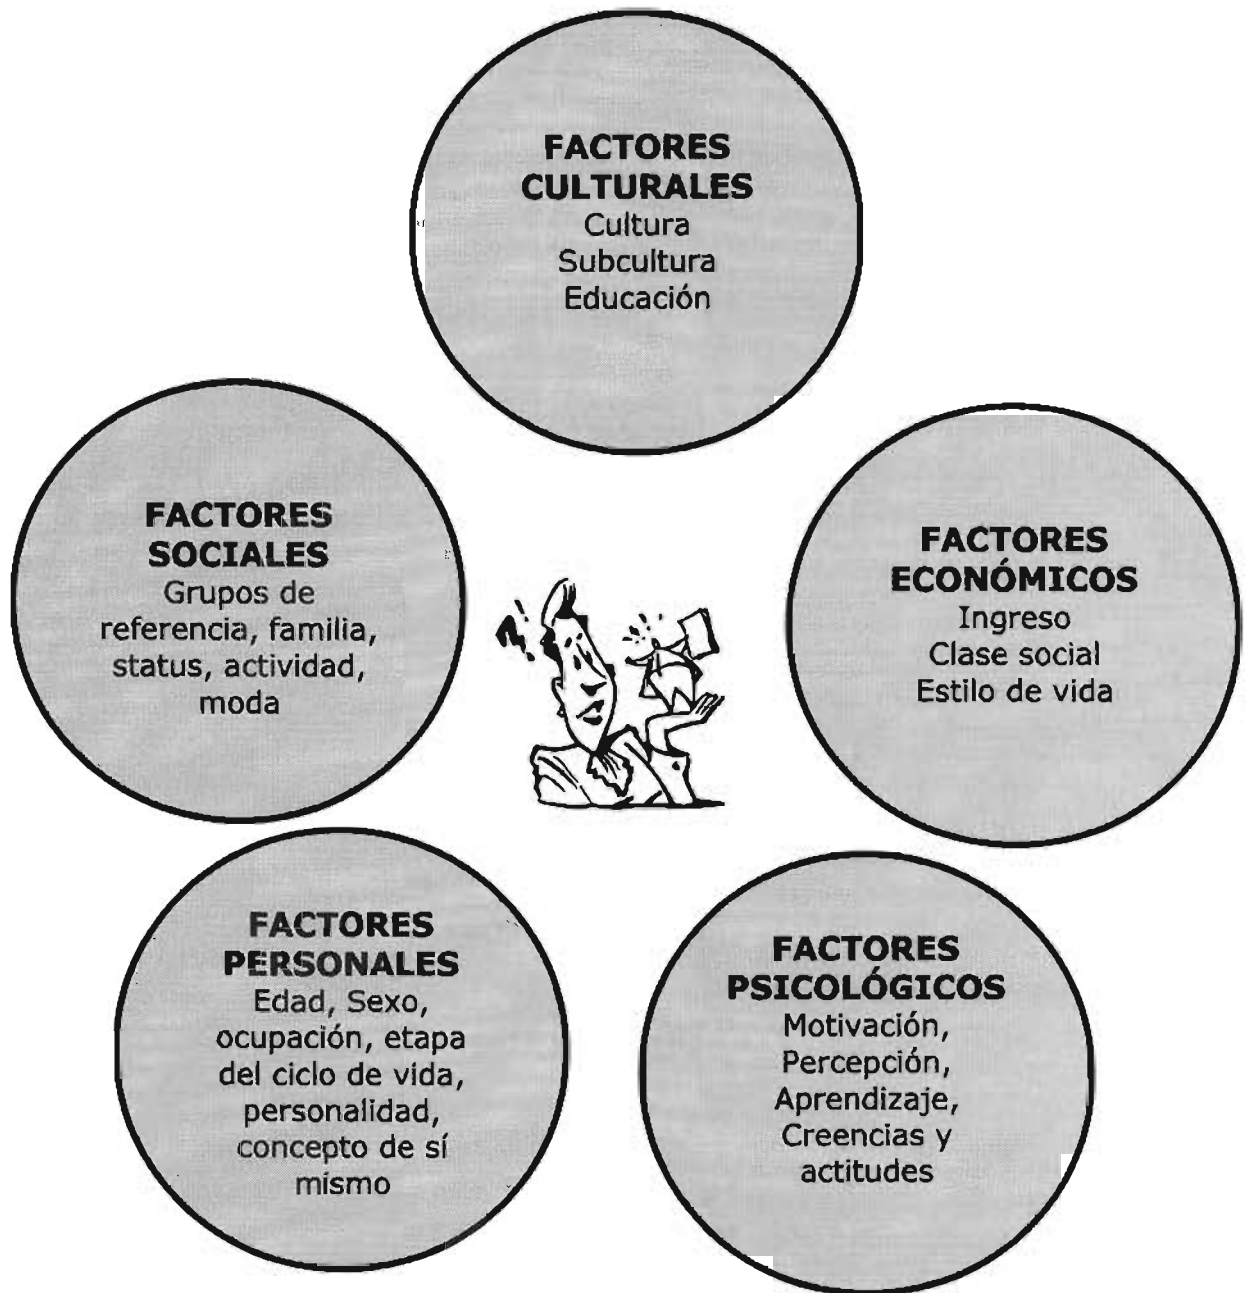 FACTORES
CULTURALES
Cultura
Subcultura
Educación
FACTORES
SOCIALES
Grupos de
referencia, familia,
status, actividad,
moda
FACTORES
ECONÓMICOS
Ingreso
Clase social
Estilo de vida
FACTORES
PERSONALES
Edad, Sexo,
ocupación, etapa
del ciclo de vida,
personalidad,
concepto de sí
mismo
FACTORES
PSICOLÓGICOS
Motivación,
Percepción,
Aprendizaje,
Creencias y
actitudes